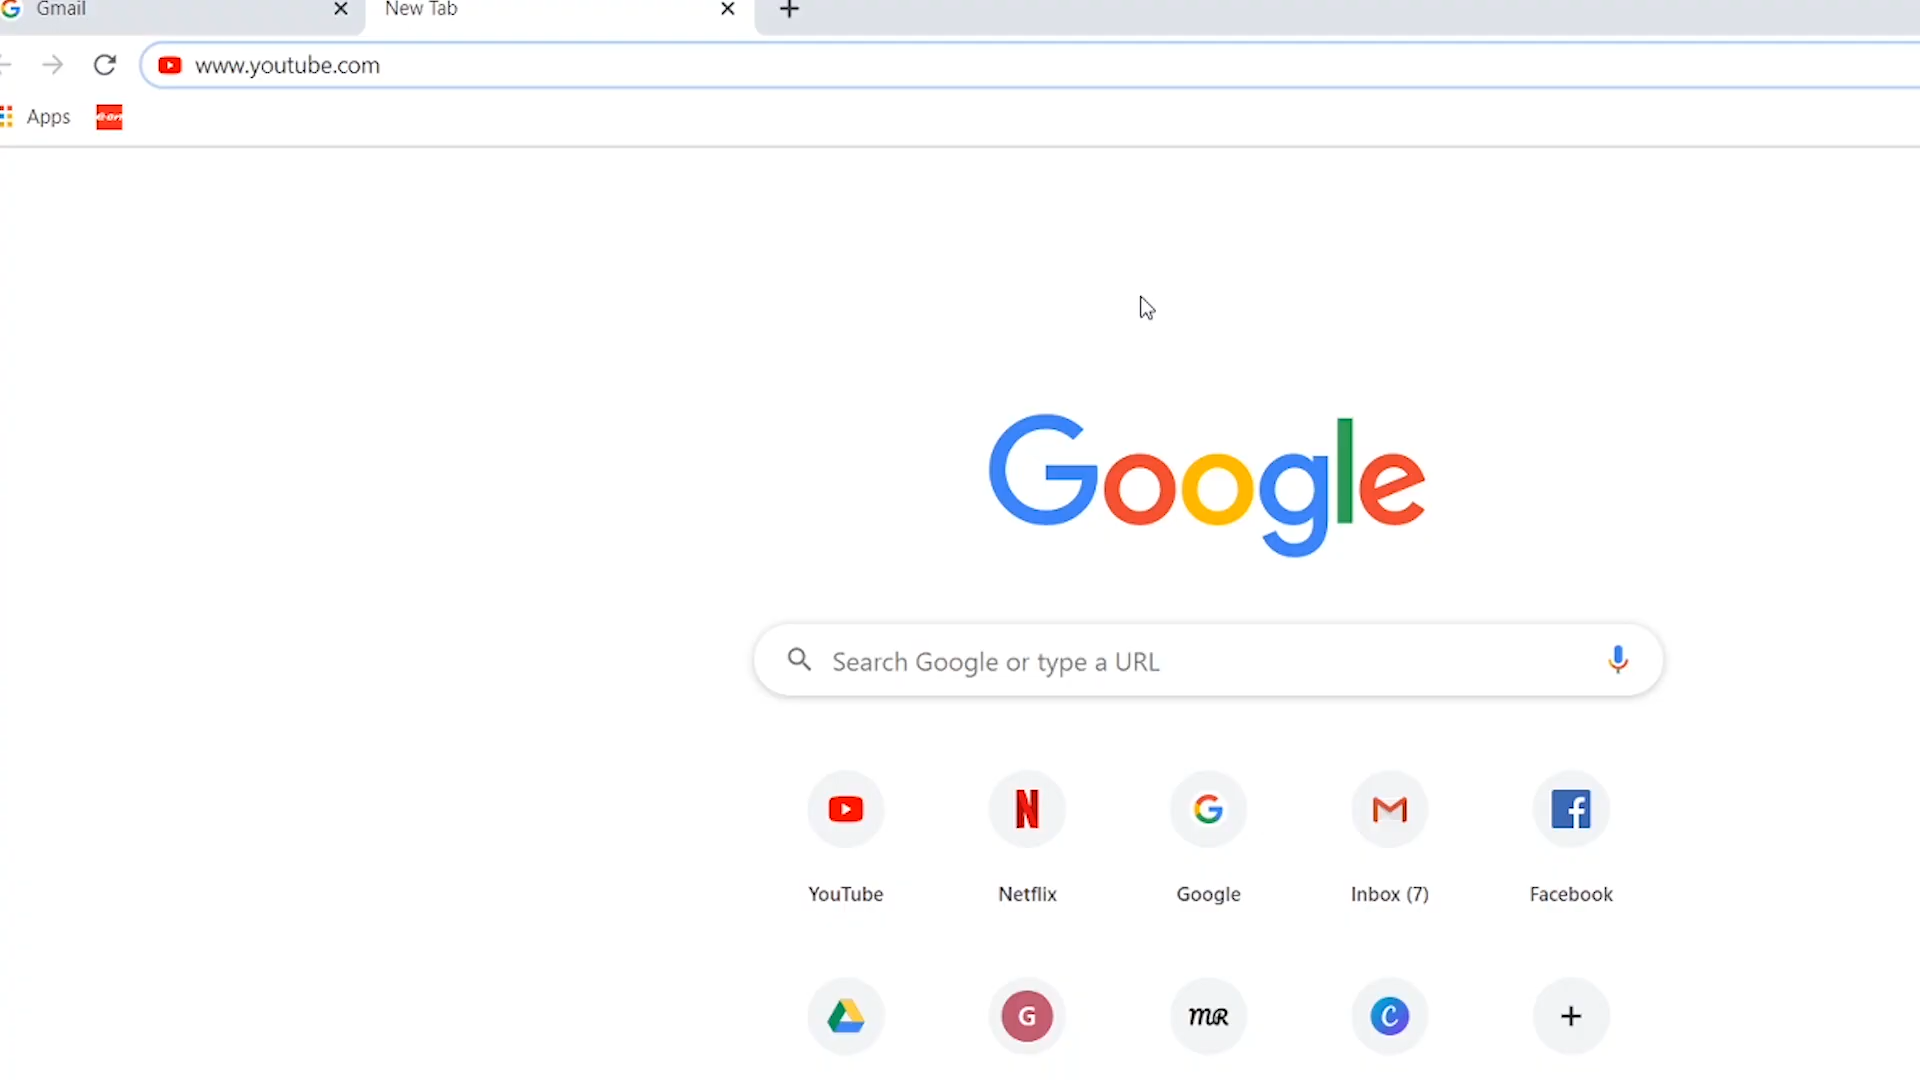 Gmail
New Tab
www.youtube.com
Apps
Google
Search Google or type a URL
YouTube
Netflix
Google
Inbox (7)
Facebook
G
MR
C